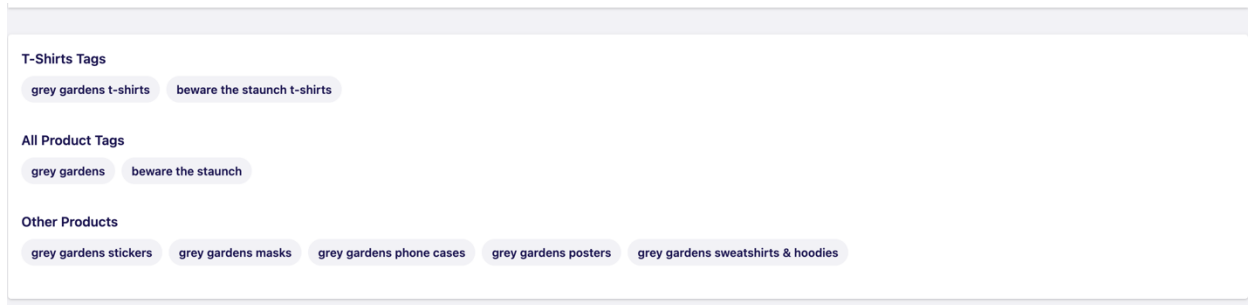 T-Shirts Tags
grey gardens t-shirts beware the staunch t-shirts
All Product Tags
grey gardens beware the staunch
Other Products
grey gardens stickers grey gardens masks grey gardens phone cases grey gardens posters grey gardens sweatshirts & hoodies